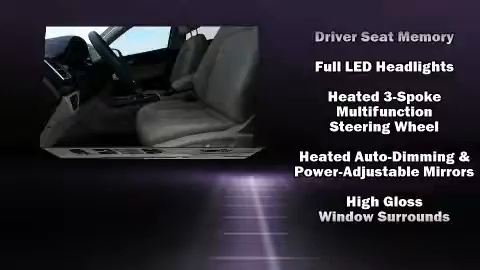 Driver Seat Memory
Full LED Headlights
Heated 3-Spoke
Multifunction
Steering Wheel
Heated Auto-Dimming &
Power-Adjustable Mirrors
High Gloss
Window Surrounds